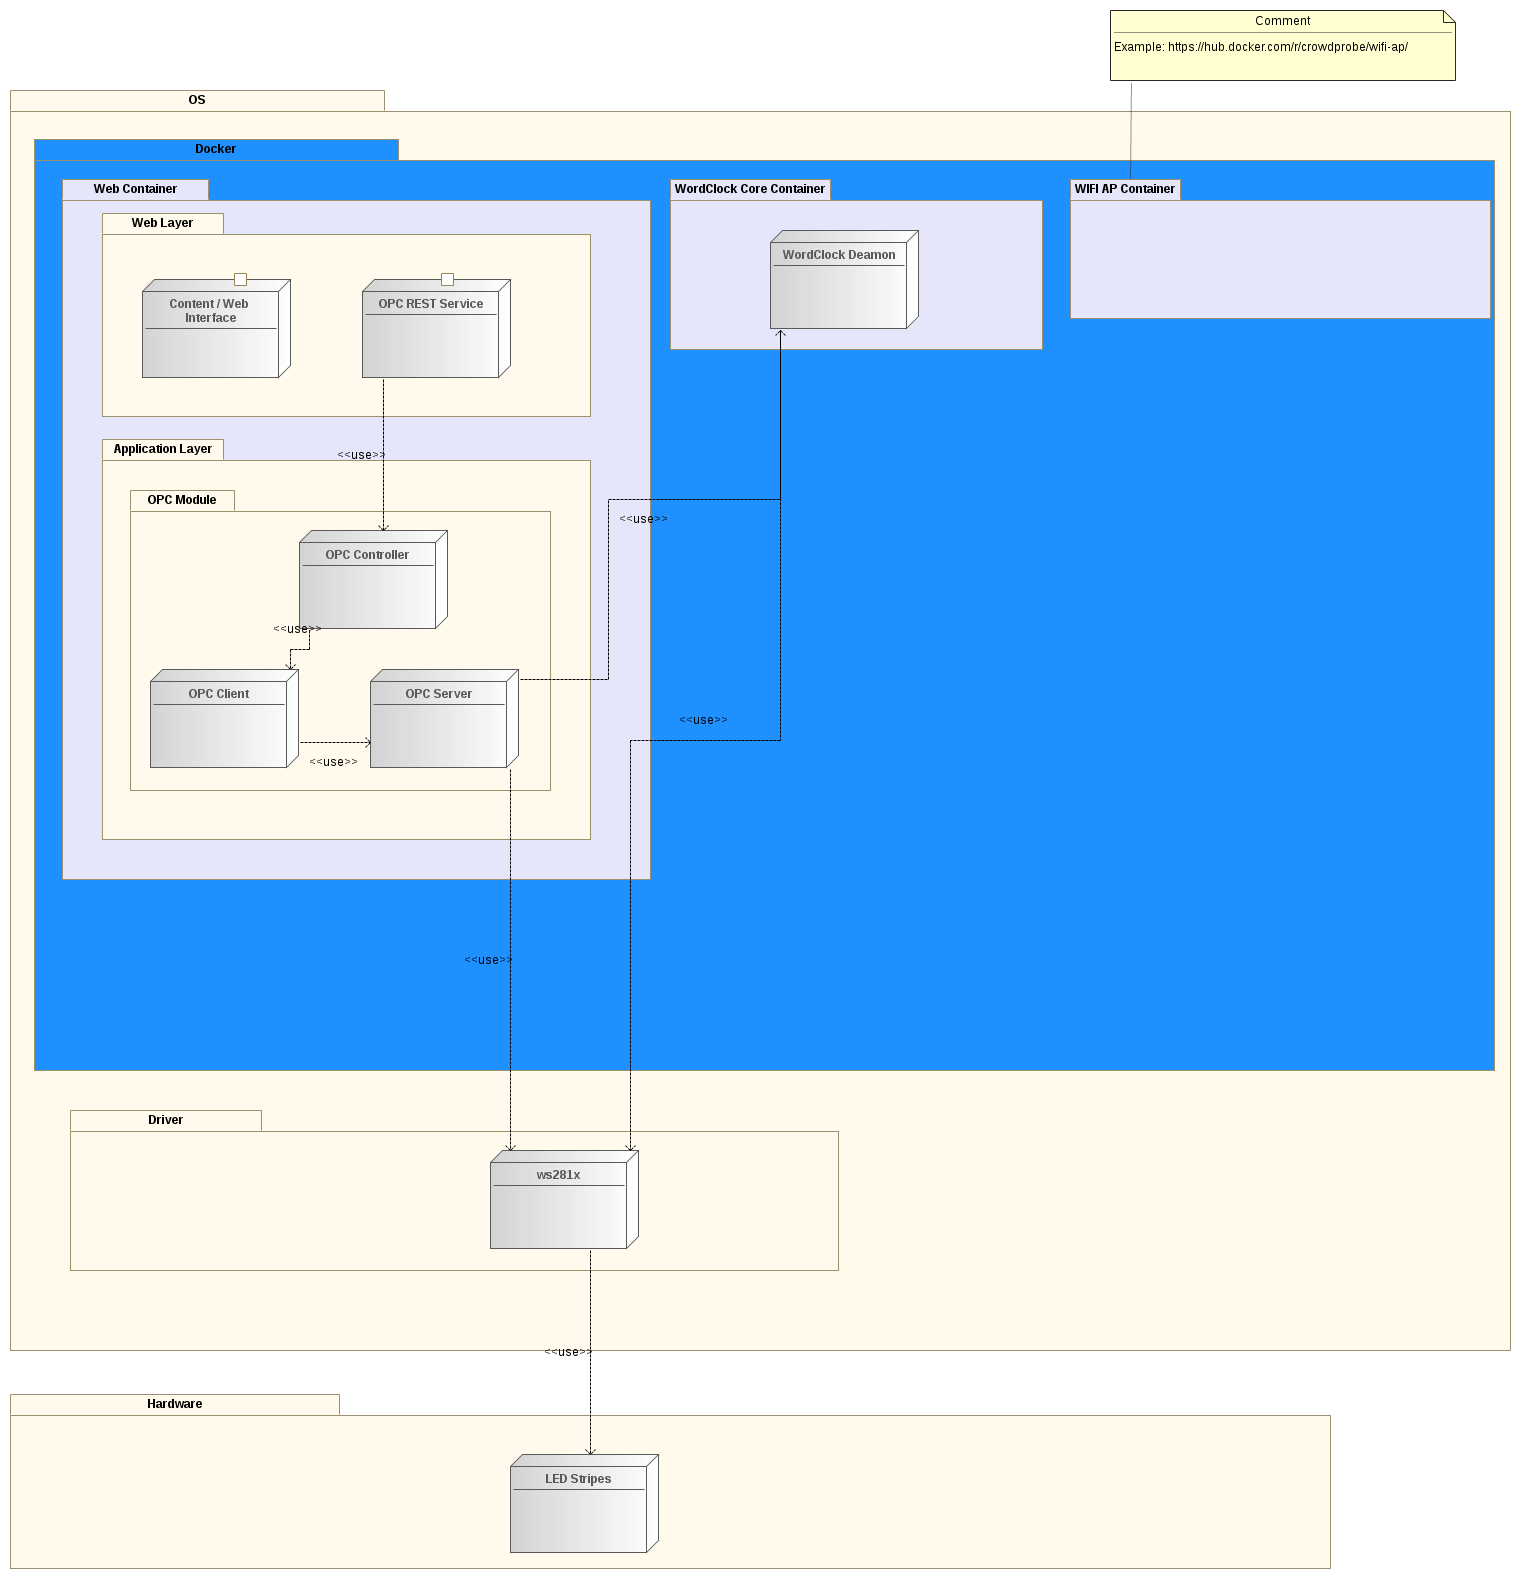 Comment
Example: https://hub.docker.com/r/crowdprobe/wifi-ap/
OS
Docker
Web Container
WordClock Core Container
WIFI AP Container
Web Layer
WordClock Deamon
Content / Web
Interface
OPC REST Service
Application Layer
<<use>>
OPC Module
<<use>>
OPC Controller
<<use>>
OPC Client
OPC Server
<<use>>
<<use>>
<<use>>
Driver
ws281x
<<use>>
Hardware
LED Stripes